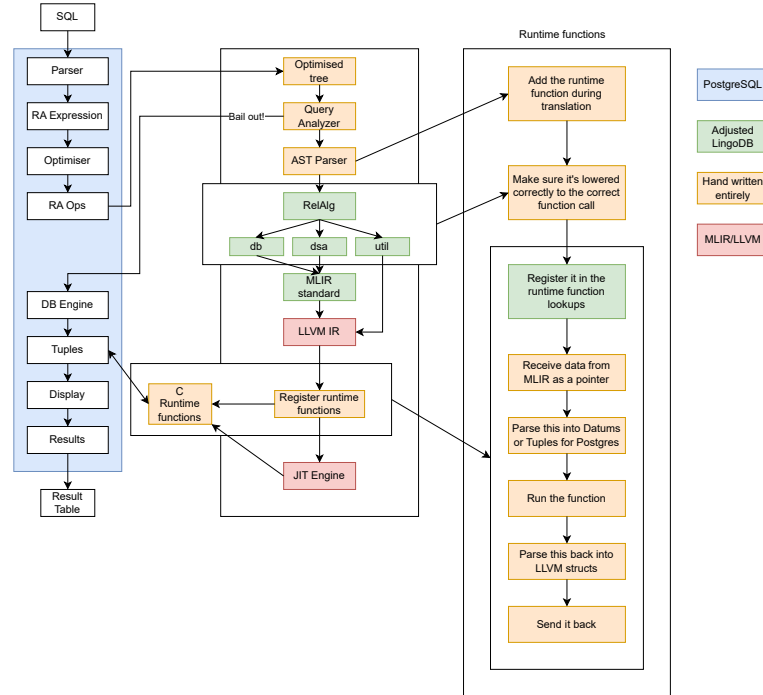 SQL
Parser
RA Expression
Optimiser
RA Ops
DB Engine
Tuples
Display
Results
Result
Table
Optimised
tree
Bail out!
Query
Analyzer
AST Parser
RelAlg
db
dsa
util
MLIR
standard
LLVM IR
C
Runtime
functions
Register runtime
functions
JIT Engine
Runtime functions
Add the runtime
function during
translation
Make sure it's lowered
correctly to the correct
function call
Register it in the
runtime function
lookups
Receive data from
MLIR as a pointer
Parse this into Datums
or Tuples for Postgres
Run the function
Parse this back into
LLVM structs
Send it back
PostgreSQL
Adjusted
LingoDB
Hand written
entirely
MLIR/LLVM